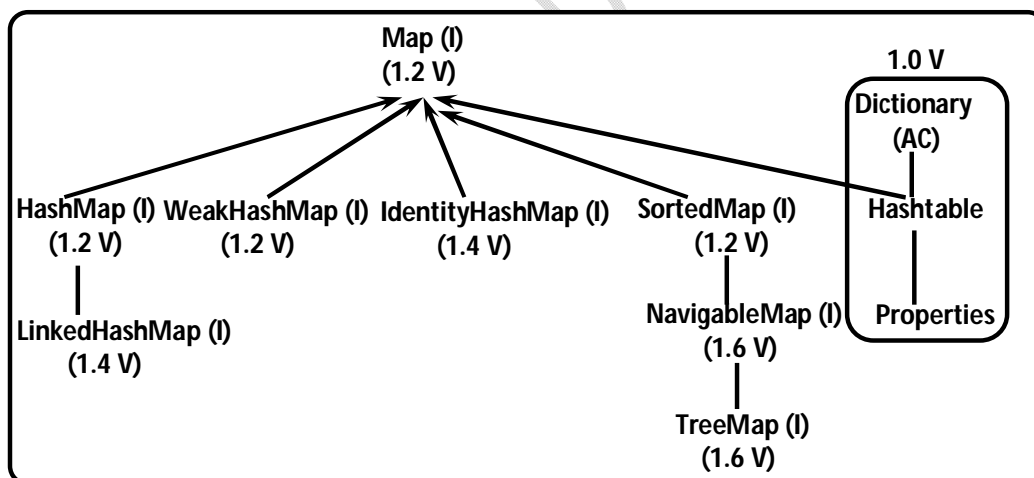 Map (I)
(1.2 V)
1.0 V
Dictionary
(AC)
HashMap (I)
(1.2 V)
WeakHashMap (I)
(1.2 V)
IdentityHashMap (I)
(1.4 V)
SortedMap (I)
(1.2 V)
Hashtable
LinkedHashMap (I)
(1.4 V)
NavigableMap (I)
(1.6 V)
Properties
TreeMap (I)
(1.6 V)